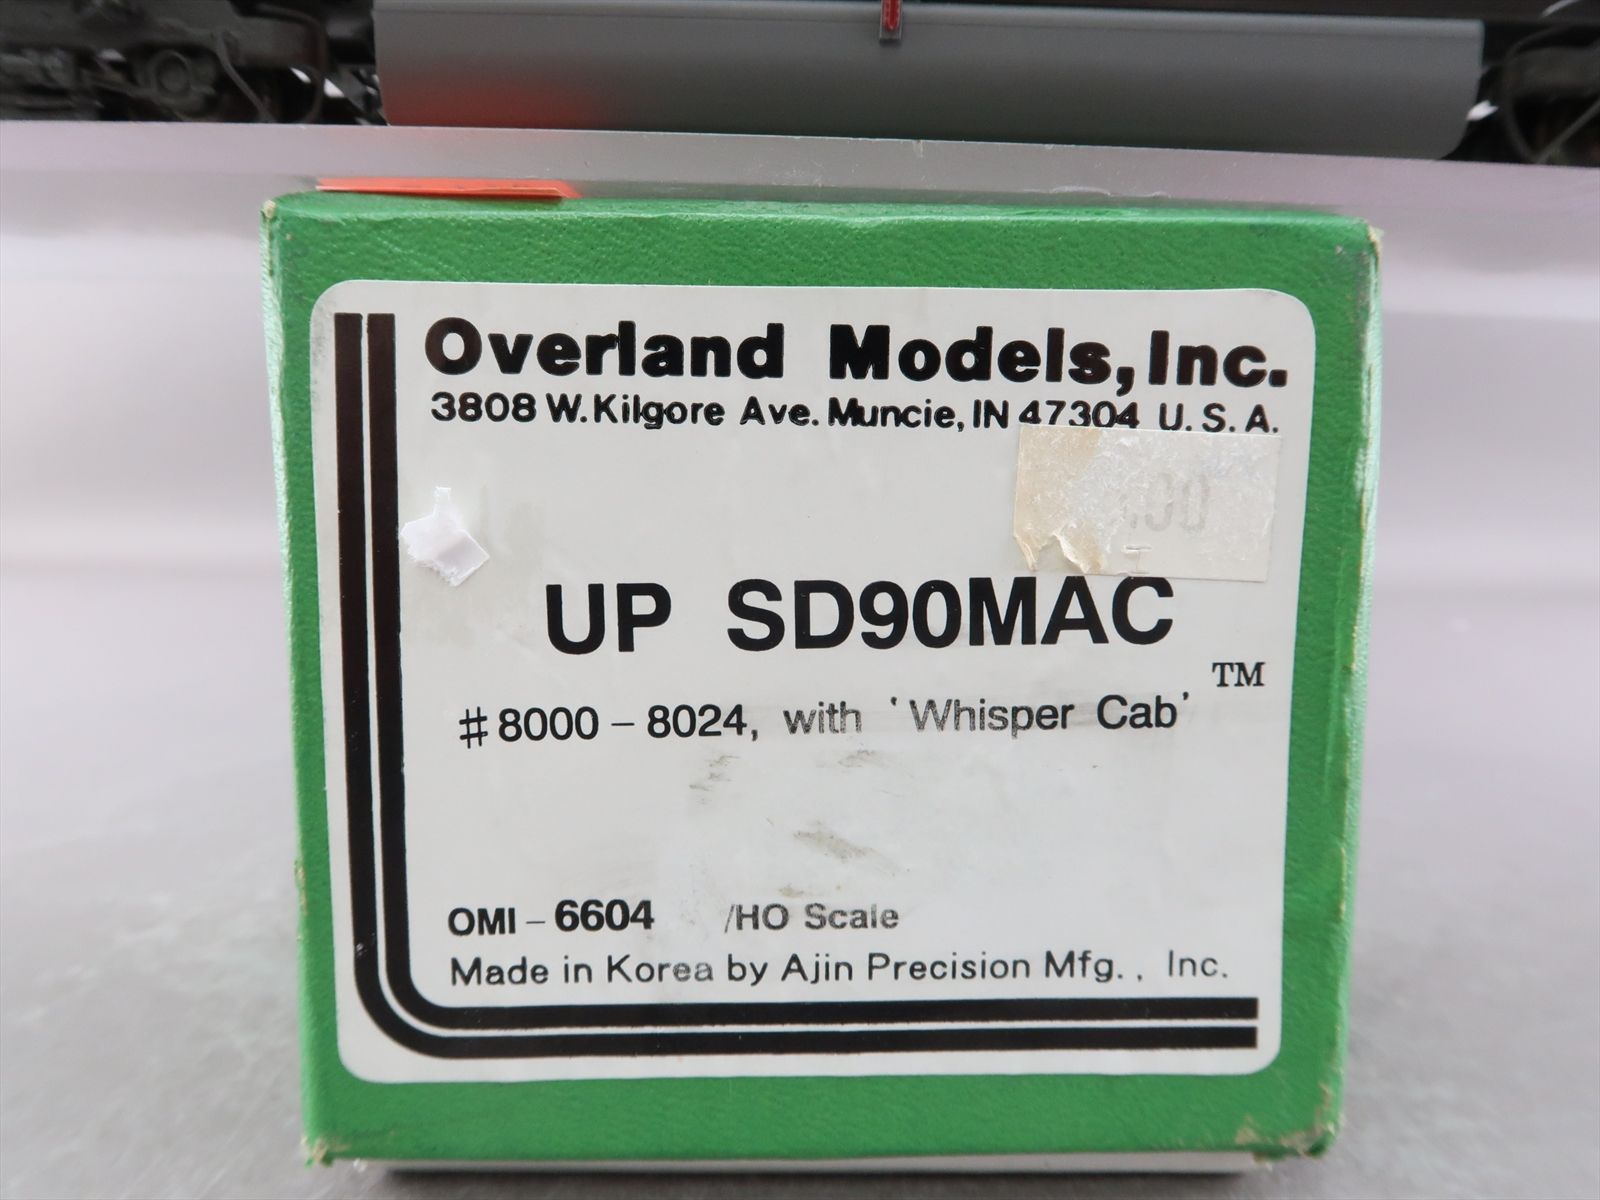 Overland Models, Inc.
3808 W. Kilgore Ave. Muncie, IN 47304 U. S. A.
UP SD90MAC
TM
# 8000 – 8024, with ‘Whisper Cab’
OMI – 6604 /HO Scale
Made in Korea by Ajin Precision Mfg. , Inc.